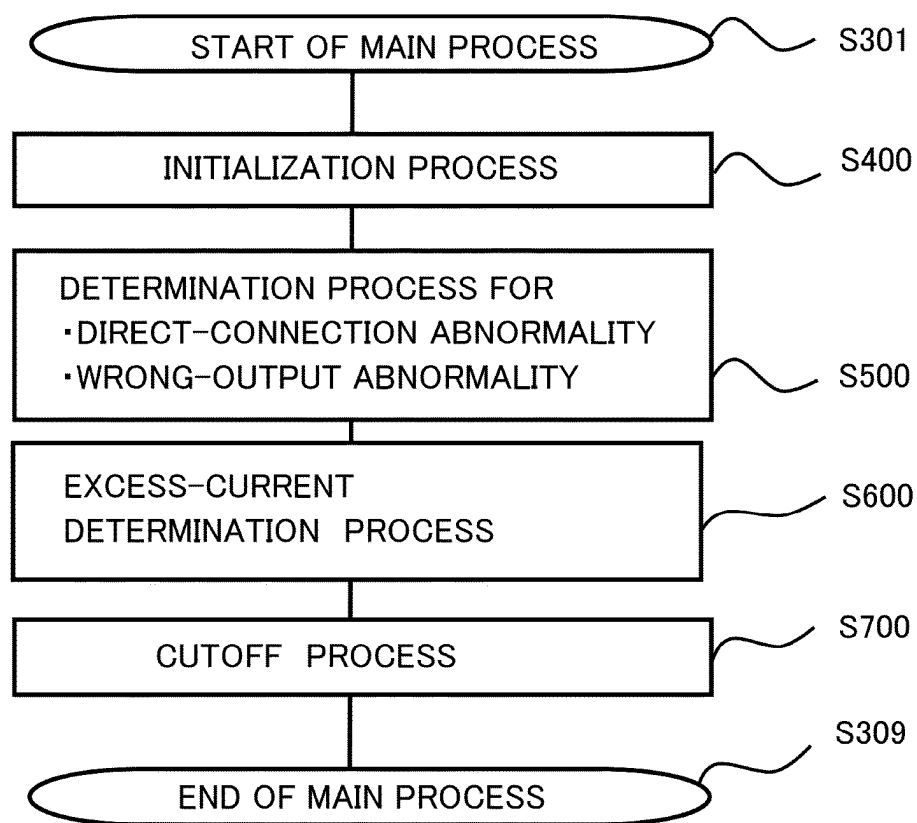 START OF MAIN PROCESS
S301
INITIALIZATION PROCESS
S400
DETERMINATION PROCESS FOR
・DIRECT-CONNECTION ABNORMALITY
・WRONG-OUTPUT ABNORMALITY
S500
EXCESS-CURRENT
DETERMINATION PROCESS
S600
CUTOFF PROCESS
S700
END OF MAIN PROCESS
S309